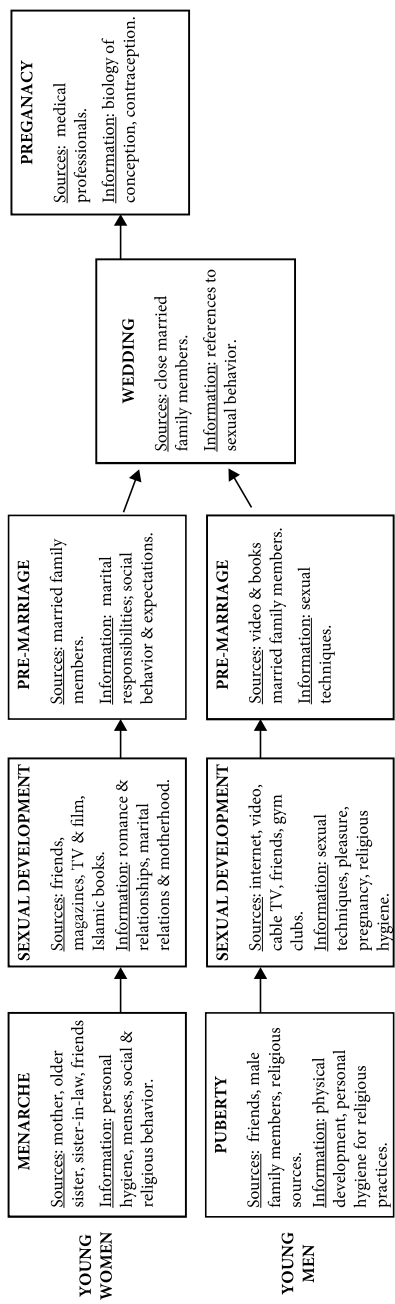 YOUNG
WOMEN
MENARCHE
Sources: mother, older
sister, sister-in-law, friends
Information: personal
hygiene, menses, social &
religious behavior.
SEXUAL DEVELOPMENT
Sources: friends,
magazines, TV & film,
Islamic books.
Information: romance &
relationships, marital
relations & motherhood.
PRE-MARRIAGE
Sources: married family
members.
Information: marital
responsibilities; social
behavior & expectations.
YOUNG
MEN
PUBERTY
Sources: friends, male
family members, religious
sources.
Information: physical
development, personal
hygiene for religious
practices.
SEXUAL DEVELOPMENT
Sources: internet, video,
cable TV, friends, gym
clubs.
Information: sexual
techniques, pleasure,
pregnancy, religious
hygiene.
PRE-MARRIAGE
Sources: video & books
married family members.
Information: sexual
techniques.
WEDDING
Sources: close married
family members.
Information: references to
sexual behavior.
PREGANACY
Sources: medical
professionals.
Information: biology of
conception, contraception.